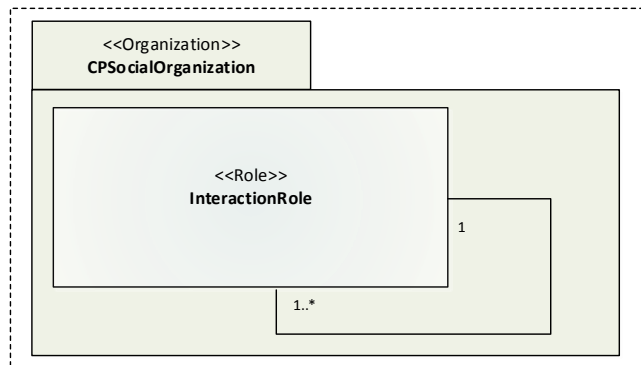 <<Organization>>
CPSocialOrganization
<<Role>>
InteractionRole
1
1..*